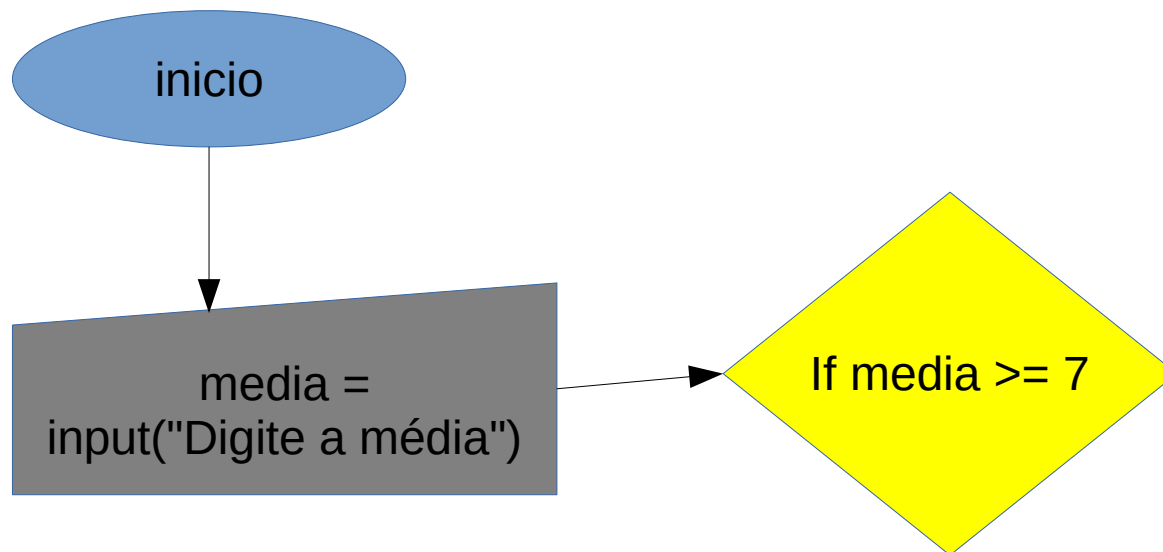 inicio
media =
input("Digite a média")
If media >= 7